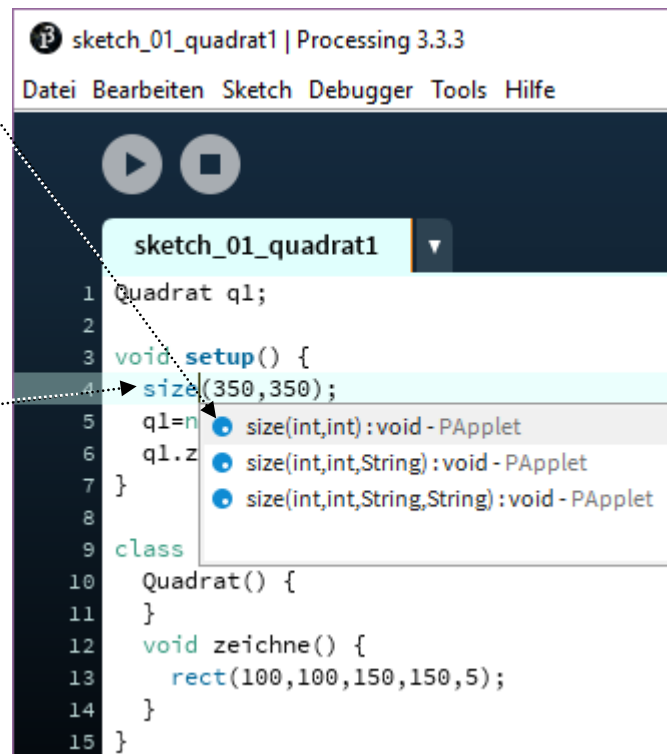 sketch_01_quadrat1 | Processing 3.3.3
Datei Bearbeiten Sketch Debugger Tools Hilfe
sketch_01_quadrat1
1 Quadrat q1;
2
3 void setup() {
4 size(350,350);
5 q1=n
size(int,int) : void - PApplet
6 q1.z
size(int,int,String) : void - PApplet
7 }
size(int,int,String,String) : void - PApplet
8
9 class
10 Quadrat() {
11 }
12 void zeichne() {
13 rect(100,100,150,150,5);
14 }
15 }